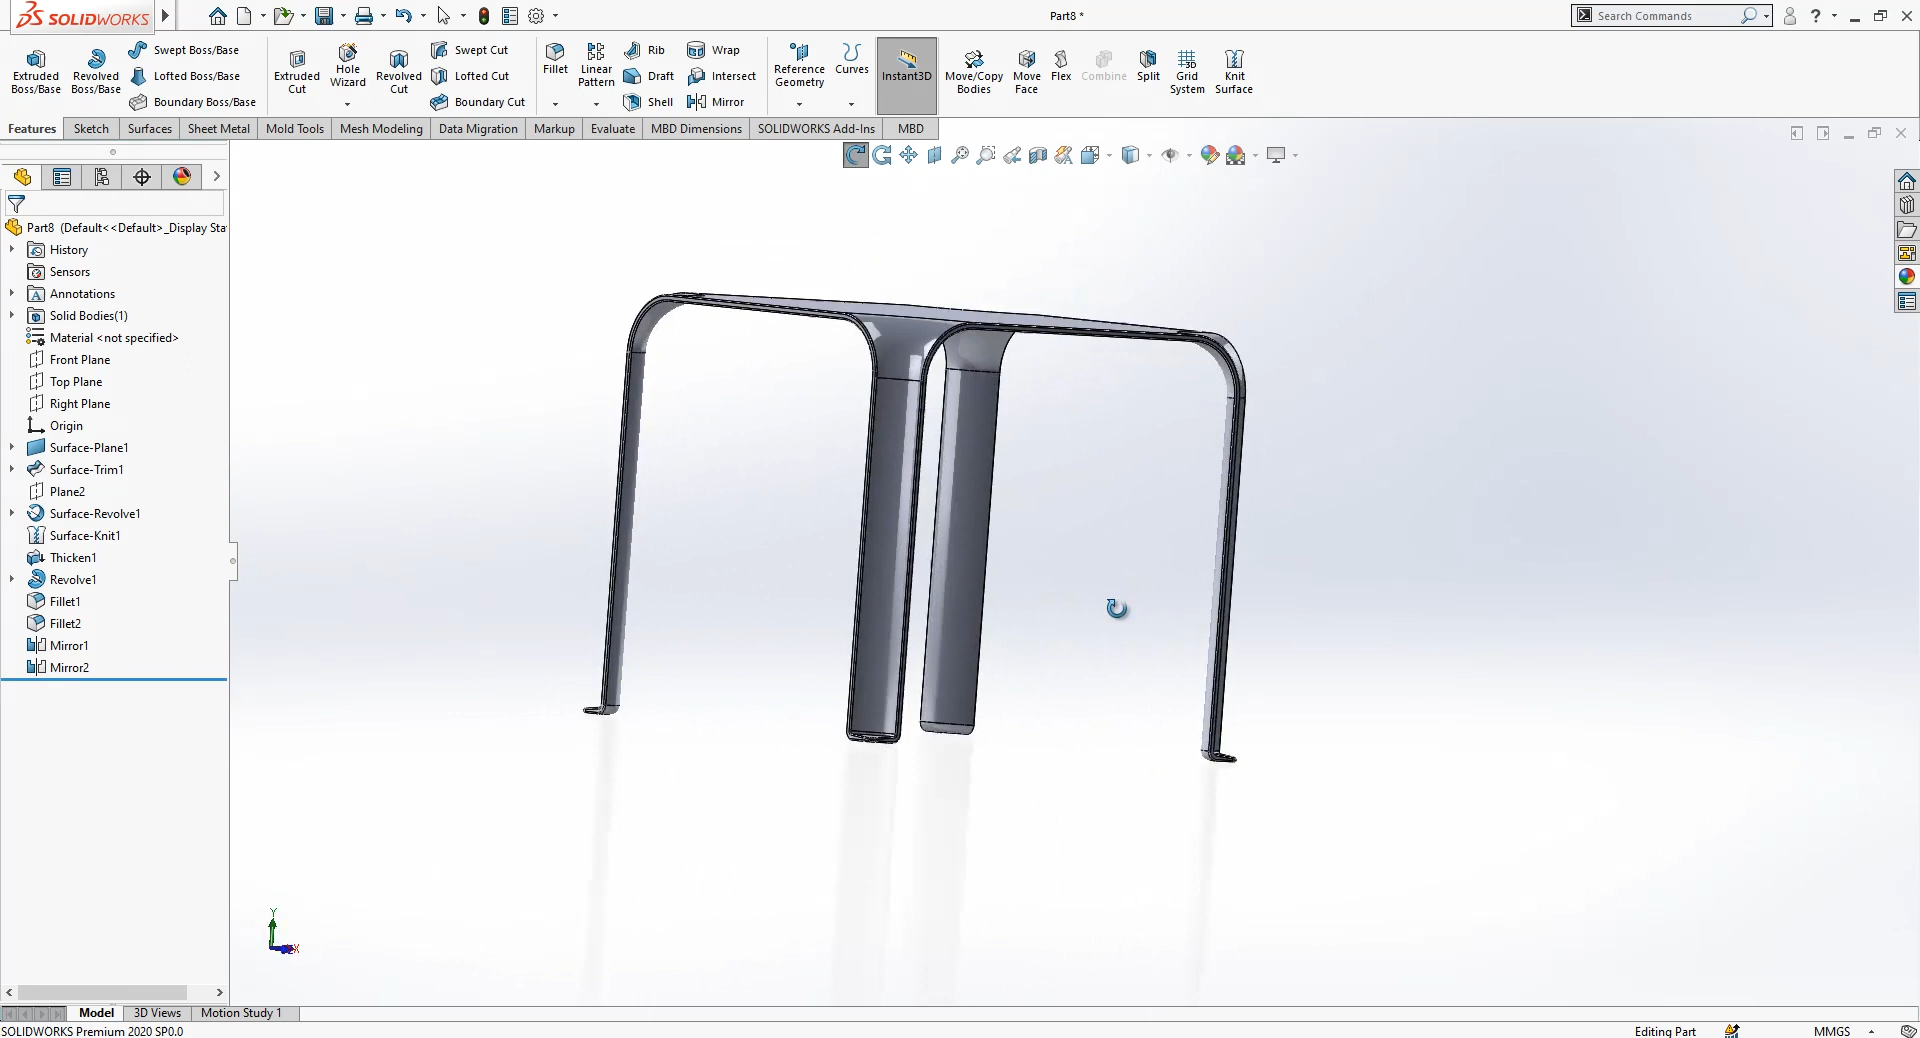 SOLIDWORKS
Part8 *
Search Commands
?
Extruded Boss/Base
Revolved Boss/Base
Swept Boss/Base
Lofted Boss/Base
Boundary Boss/Base
Extruded Cut
Hole Wizard
Revolved Cut
Swept Cut
Lofted Cut
Boundary Cut
Fillet
Linear Pattern
Rib
Draft
Shell
Wrap
Intersect
Mirror
Reference Geometry
Curves
Instant3D
Move/Copy Bodies
Move Face
Flex
Combine
Split
Grid System
Knit Surface
Features
Sketch
Surfaces
Sheet Metal
Mold Tools
Mesh Modeling
Data Migration
Markup
Evaluate
MBD Dimensions
SOLIDWORKS Add-Ins
MBD
Part8 (Default<<Default>_Display Sta
History
Sensors
Annotations
Solid Bodies(1)
Material <not specified>
Front Plane
Top Plane
Right Plane
Origin
Surface-Plane1
Surface-Trim1
Plane2
Surface-Revolve1
Surface-Knit1
Thicken1
Revolve1
Fillet1
Fillet2
Mirror1
Mirror2
Y
X
Model
3D Views
Motion Study 1
SOLIDWORKS Premium 2020 SP0.0
Editing Part
MMGS